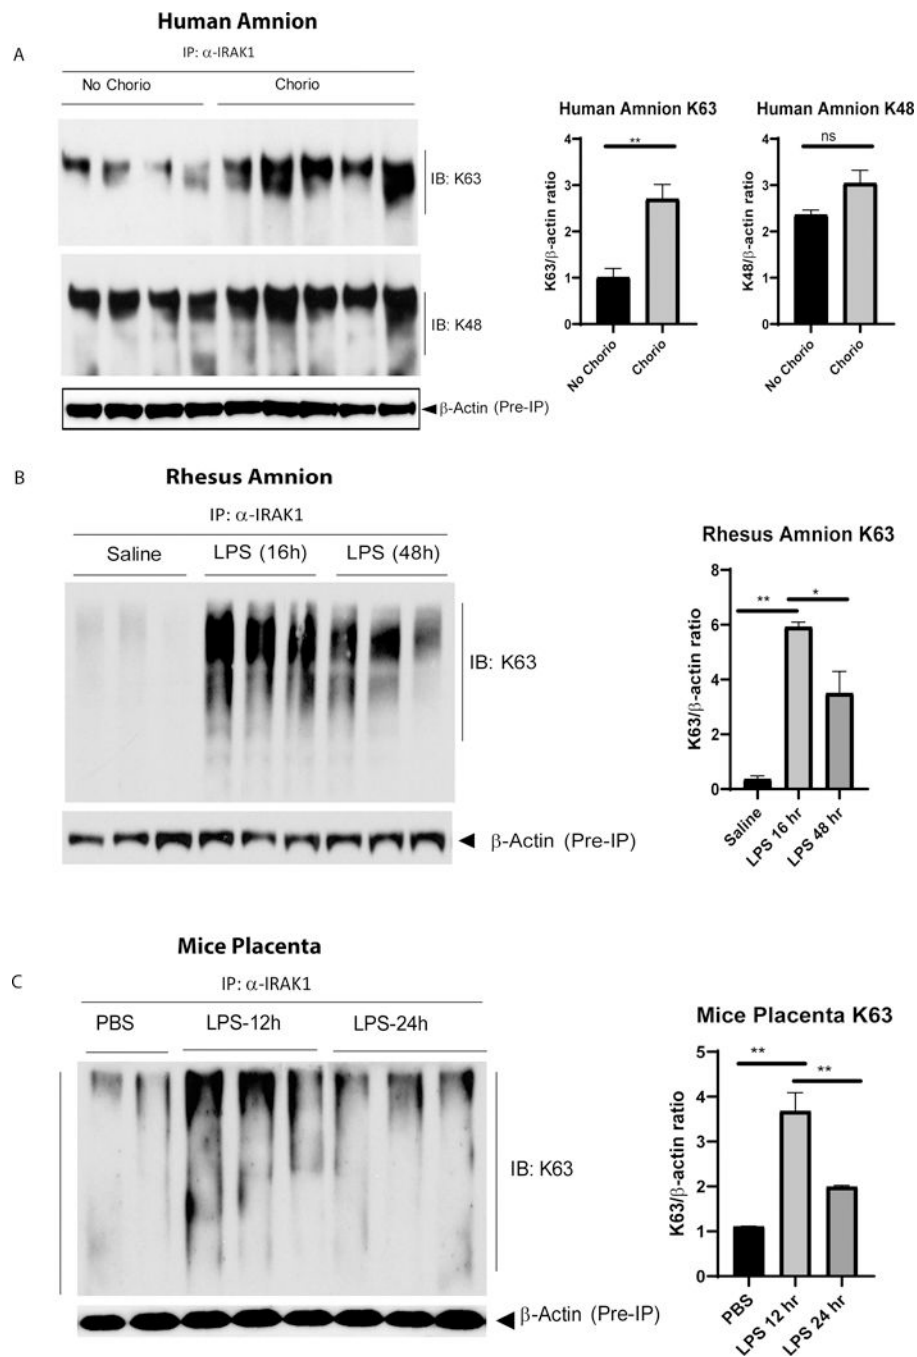 Human Amnion
A
IP: α-IRAK1
No Chorio Chorio
IB: K63
IB: K48
β-Actin (Pre-IP)
Human Amnion K63
**
K63/β-actin ratio
4
3
2
1
0
No Chorio
Chorio
Human Amnion K48
ns
K48/β-actin ratio
4
3
2
1
0
No Chorio
Chorio
B
Rhesus Amnion
IP: α-IRAK1
Saline LPS (16h) LPS (48h)
IB: K63
β-Actin (Pre-IP)
Rhesus Amnion K63
** *
K63/β-actin ratio
8
6
4
2
0
Saline
LPS 16 hr
LPS 48 hr
Mice Placenta
C
IP: α-IRAK1
PBS LPS-12h LPS-24h
IB: K63
β-Actin (Pre-IP)
Mice Placenta K63
** **
K63/β-actin ratio
5
4
3
2
1
0
PBS
LPS 12 hr
LPS 24 hr